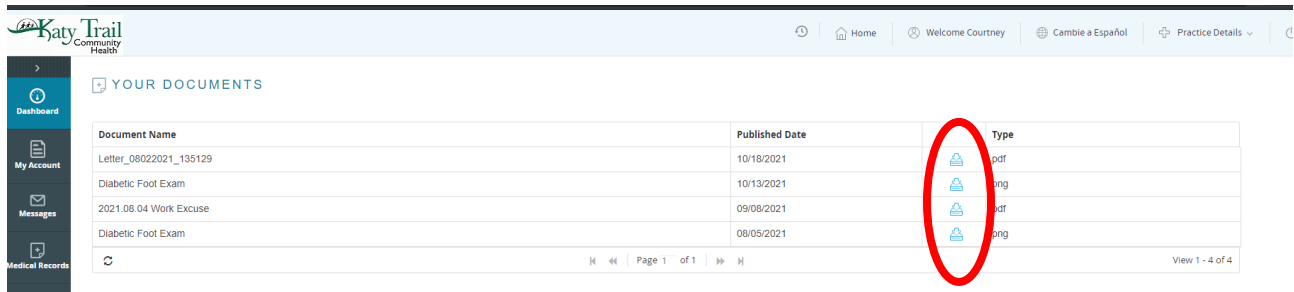 Katy Trail
Community
Health
Home
Welcome Courtney
Cambie a Español
Practice Details
Dashboard
My Account
Messages
Medical Records
YOUR DOCUMENTS
Document Name Published Date Type
Letter_08022021_135129 10/18/2021 pdf
Diabetic Foot Exam 10/13/2021 png
2021.08.04 Work Excuse 09/08/2021 pdf
Diabetic Foot Exam 08/05/2021 png
Page 1 of 1
View 1 - 4 of 4